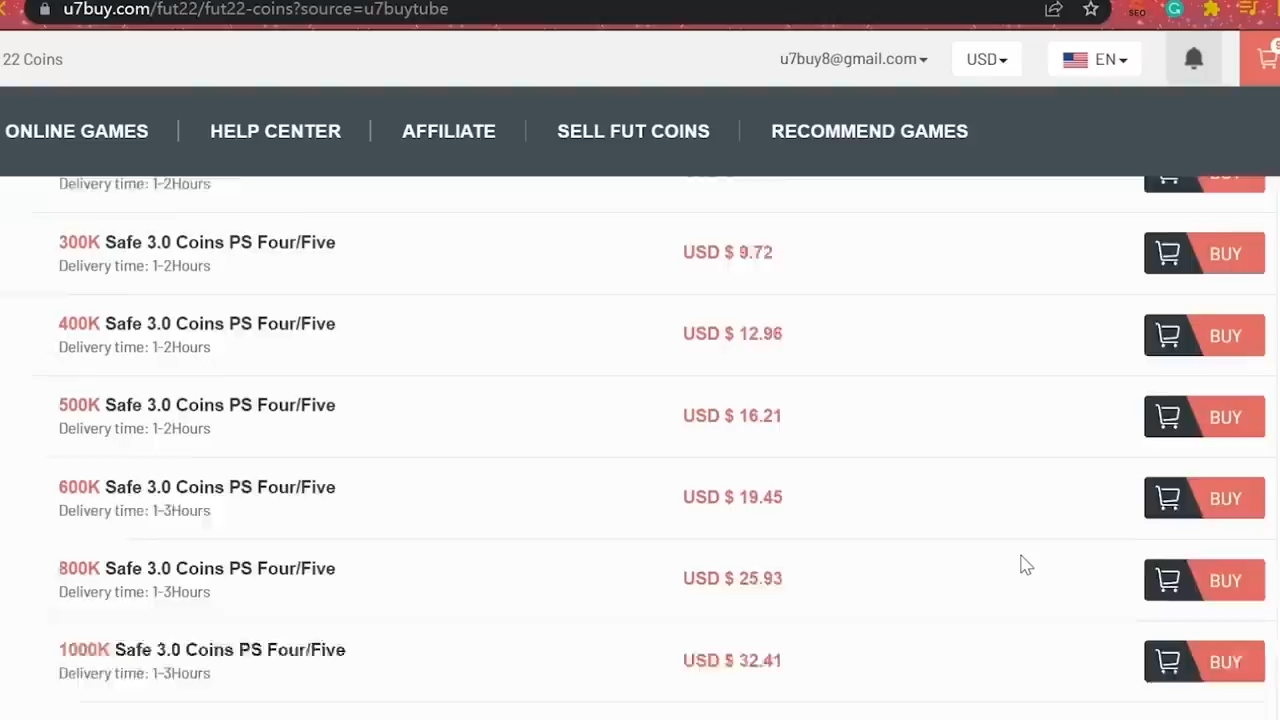 u7buy.com/fut22/fut22-coins?source=u7buytube
SEO
22 Coins
u7buy8@gmail.com
USD
EN
ONLINE GAMES
HELP CENTER
AFFILIATE
SELL FUT COINS
RECOMMEND GAMES
Delivery time: 1-2Hours
BUY
300K Safe 3.0 Coins PS Four/Five
Delivery time: 1-2Hours
USD $ 9.72
BUY
400K Safe 3.0 Coins PS Four/Five
Delivery time: 1-2Hours
USD $ 12.96
BUY
500K Safe 3.0 Coins PS Four/Five
Delivery time: 1-2Hours
USD $ 16.21
BUY
600K Safe 3.0 Coins PS Four/Five
Delivery time: 1-3Hours
USD $ 19.45
BUY
800K Safe 3.0 Coins PS Four/Five
Delivery time: 1-3Hours
USD $ 25.93
BUY
1000K Safe 3.0 Coins PS Four/Five
Delivery time: 1-3Hours
USD $ 32.41
BUY